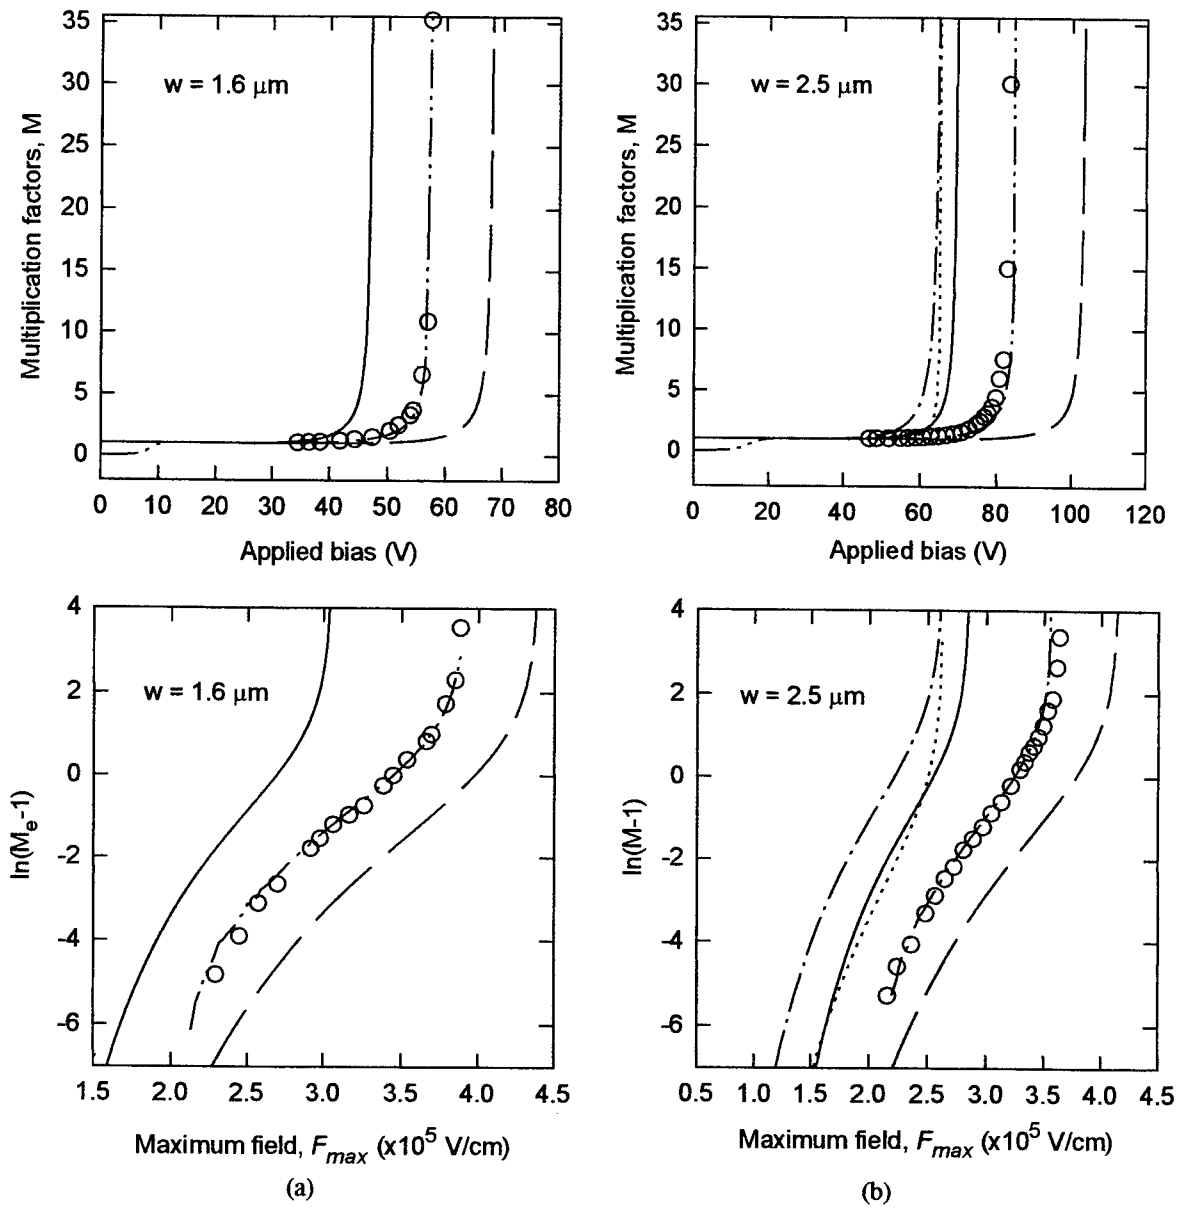 35
30
25
20
15
10
5
0
Multiplication factors, M
w = 1.6 μm
0 10 20 30 40 50 60 70 80
Applied bias (V)
35
30
25
20
15
10
5
0
Multiplication factors, M
w = 2.5 μm
0 20 40 60 80 100 120
Applied bias (V)
4
2
0
-2
-4
-6
ln(Me-1)
w = 1.6 μm
1.5 2.0 2.5 3.0 3.5 4.0 4.5
Maximum field, Fmax (x10⁵ V/cm)
(a)
4
2
0
-2
-4
-6
ln(M-1)
w = 2.5 μm
0.5 1.0 1.5 2.0 2.5 3.0 3.5 4.0 4.5
Maximum field, Fmax (x10⁵ V/cm)
(b)